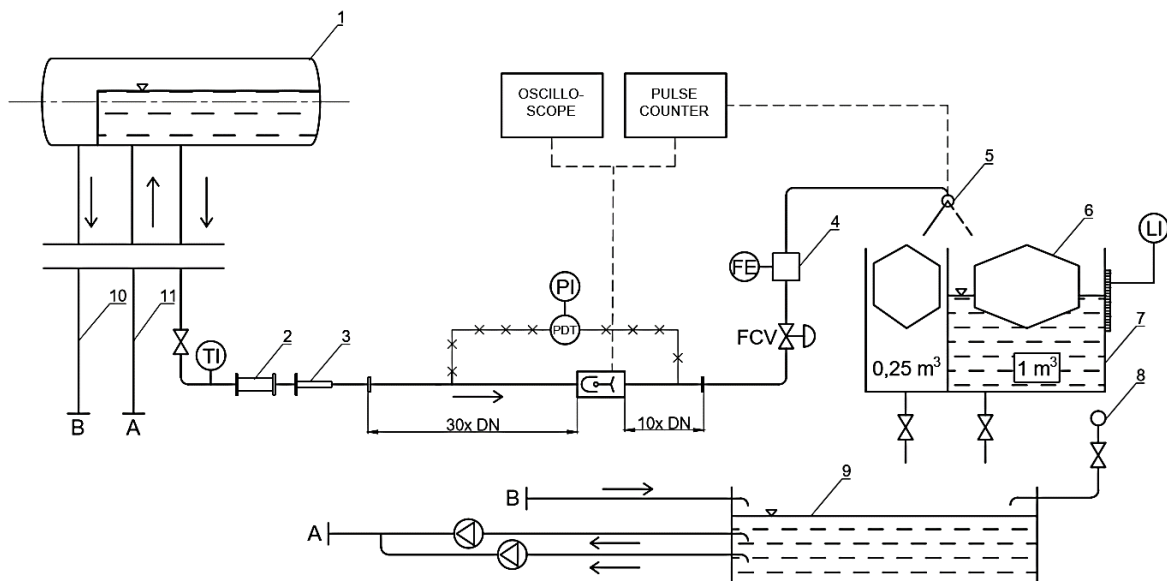 1
OSCILLO-
SCOPE
PULSE
COUNTER
5
6
LI
4
FE
PI
PDT
FCV
10
11
TI
2
3
0,25 m³
1 m³
7
8
B
A
30x DN
10x DN
B
9
A